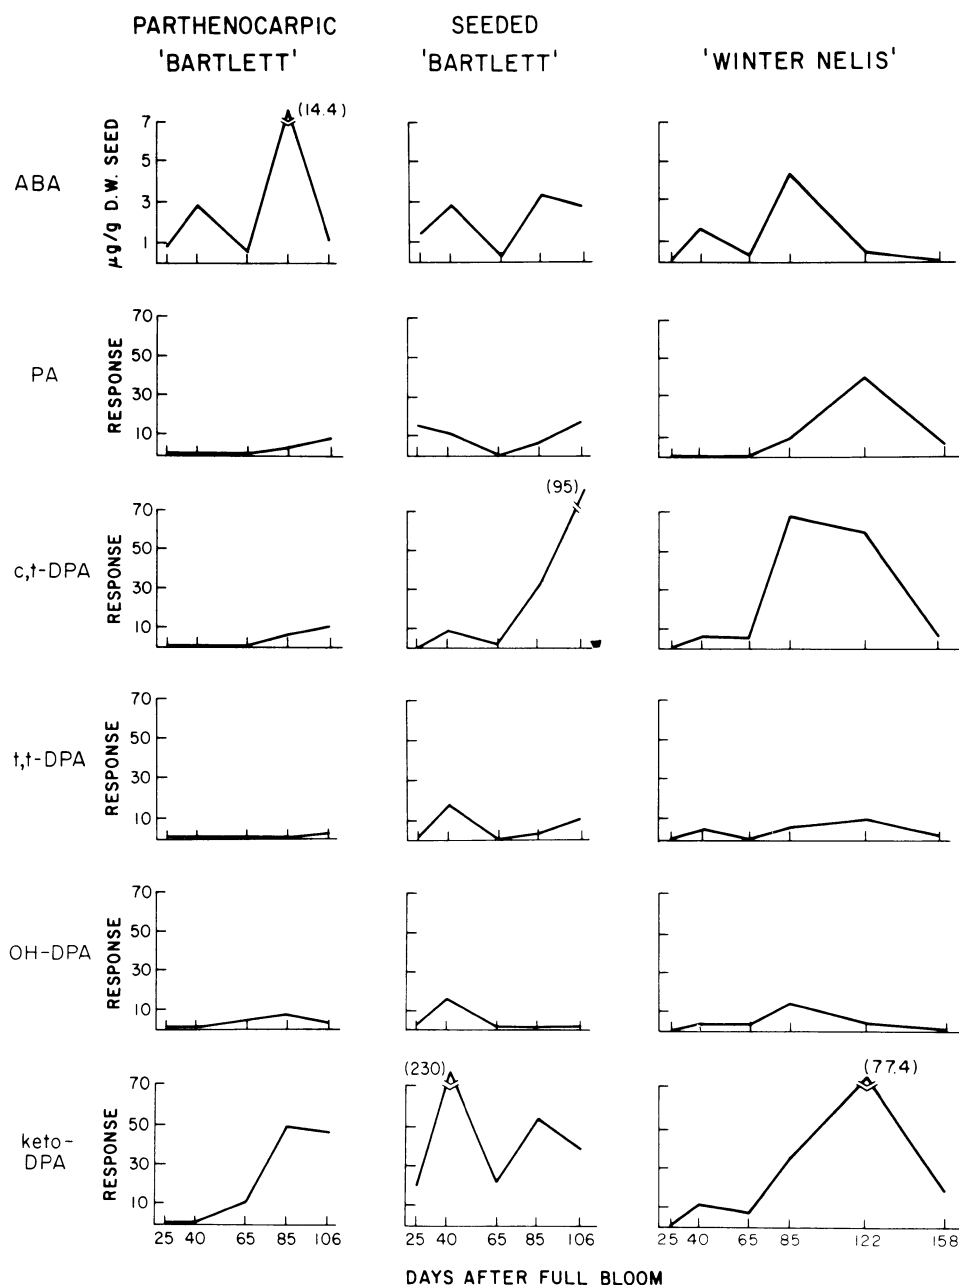 PARTHENOCARPIC SEEDED
'BARTLETT' 'BARTLETT' 'WINTER NELIS'
(14.4)
ABA
µg/g D.W. SEED
7
5
3
1
PA
RESPONSE
70
50
30
10
(95)
c,t-DPA
RESPONSE
70
50
30
10
t,t-DPA
RESPONSE
70
50
30
10
OH-DPA
RESPONSE
70
50
30
10
(230) (77.4)
keto-
DPA
RESPONSE
70
50
30
10
25 40 65 85 106 25 40 65 85 106 25 40 65 85 122 158
DAYS AFTER FULL BLOOM